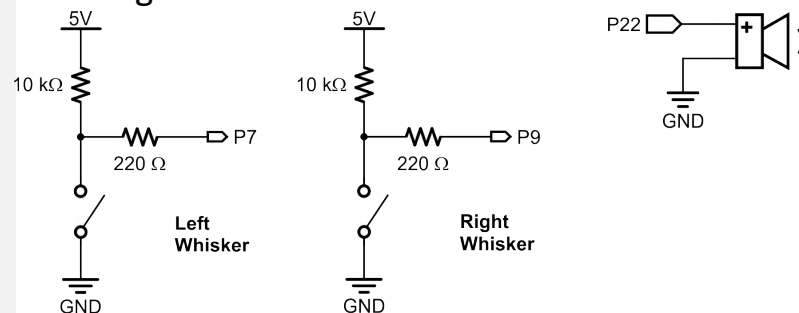 5V
10 kΩ
P7
220 Ω
Left
Whisker
GND
5V
10 kΩ
P9
220 Ω
Right
Whisker
GND
P22
+
GND